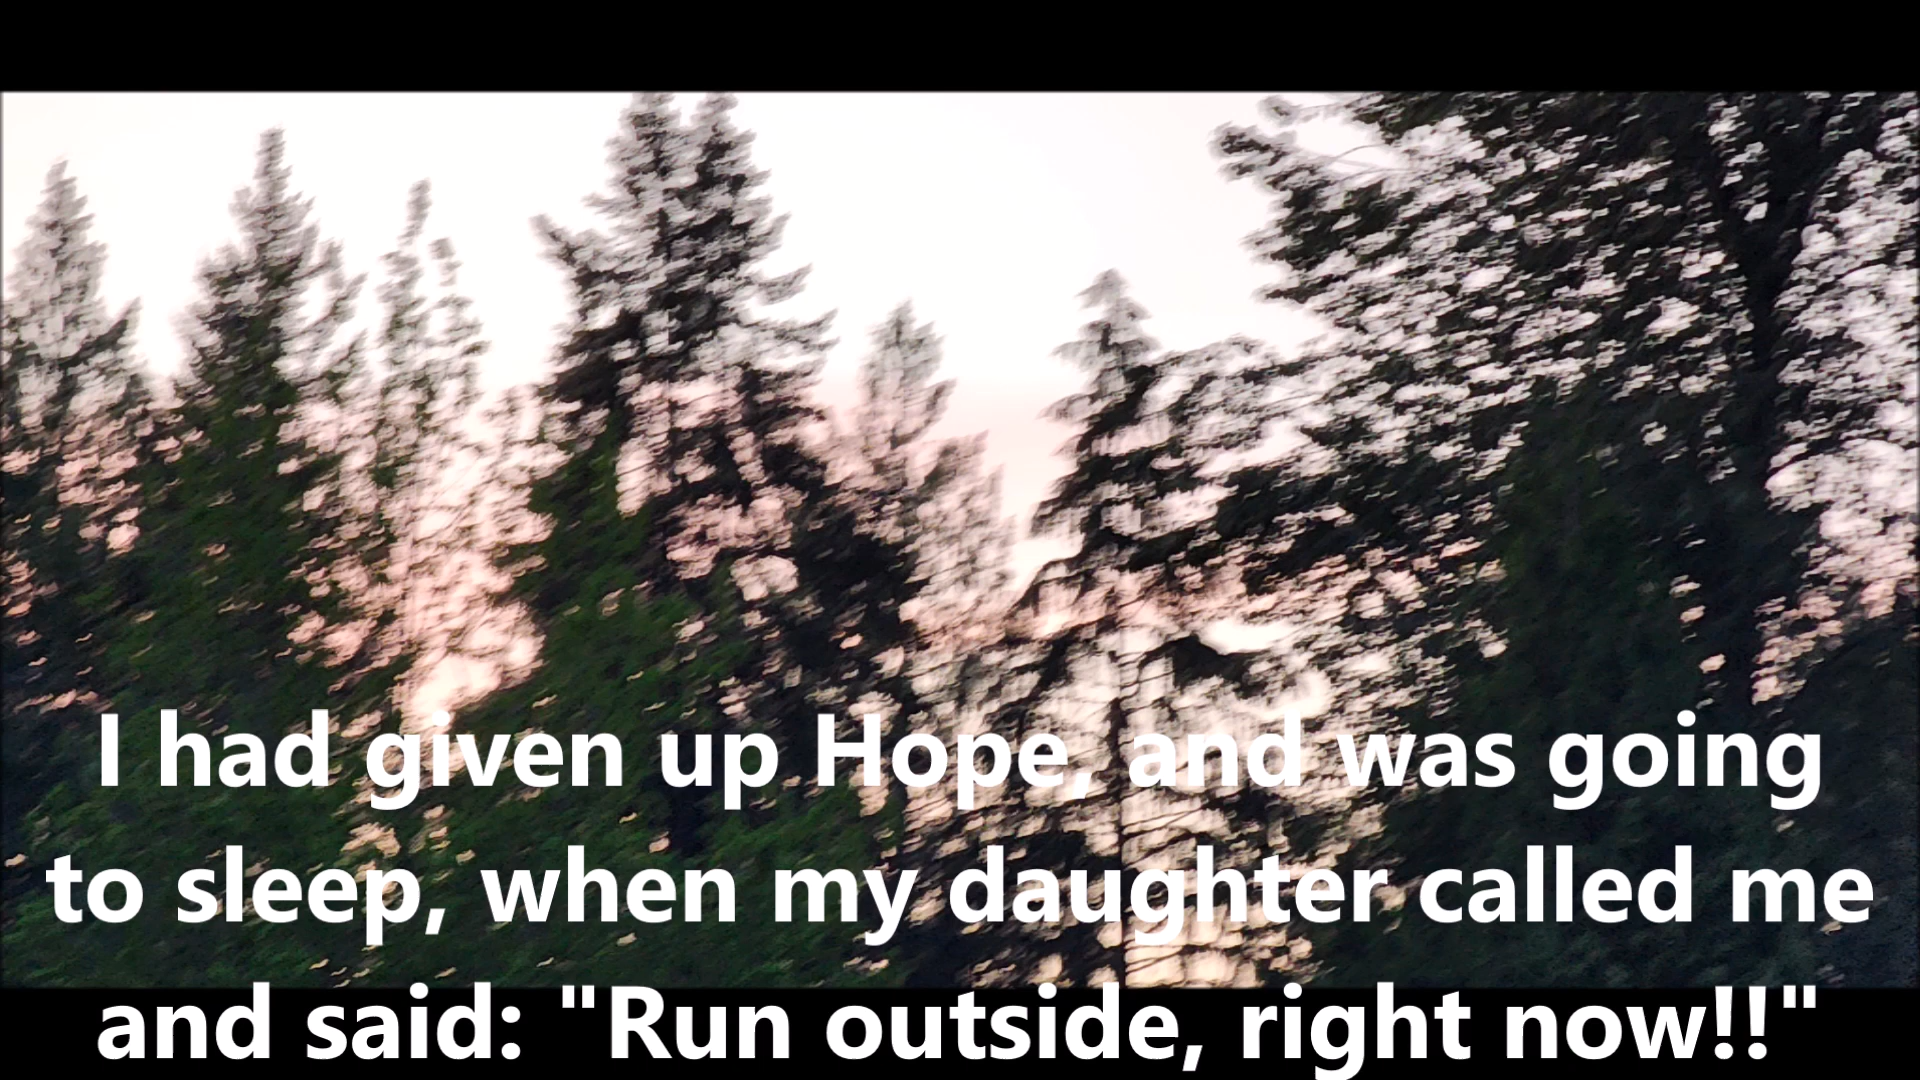 I had given up Hope, and was going
to sleep, when my daughter called me
and said: "Run outside, right now!!"